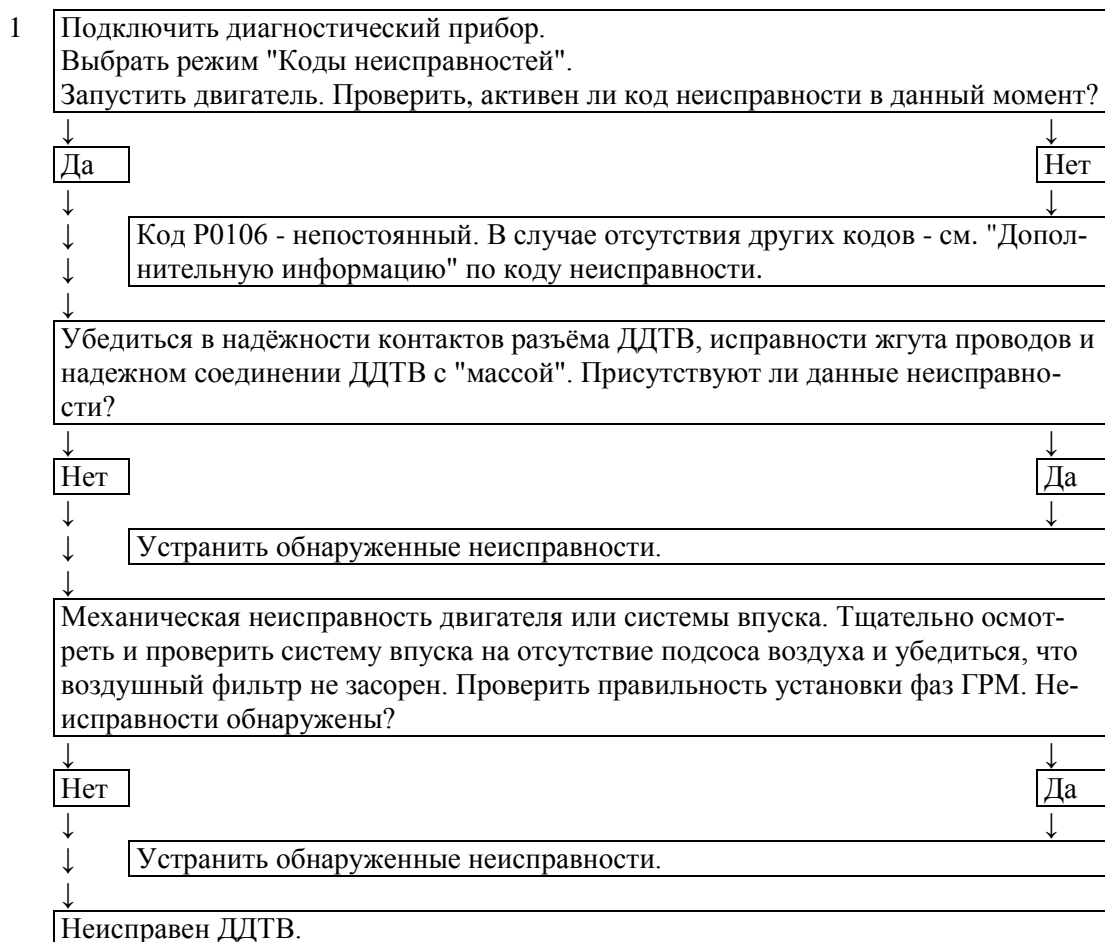 1 Подключить диагностический прибор.
Выбрать режим "Коды неисправностей".
Запустить двигатель. Проверить, активен ли код неисправности в данный момент?
↓ ↓
Да Нет
↓ ↓
↓ Код Р0106 - непостоянный. В случае отсутствия других кодов - см. "Допол-
↓ нительную информацию" по коду неисправности.
↓
Убедиться в надёжности контактов разъёма ДДТВ, исправности жгута проводов и
надежном соединении ДДТВ с "массой". Присутствуют ли данные неисправно-
сти?
↓ ↓
Нет Да
↓ ↓
↓ Устранить обнаруженные неисправности.
↓
Механическая неисправность двигателя или системы впуска. Тщательно осмот-
реть и проверить систему впуска на отсутствие подсоса воздуха и убедиться, что
воздушный фильтр не засорен. Проверить правильность установки фаз ГРМ. Не-
исправности обнаружены?
↓ ↓
Нет Да
↓ ↓
↓ Устранить обнаруженные неисправности.
↓
Неисправен ДДТВ.